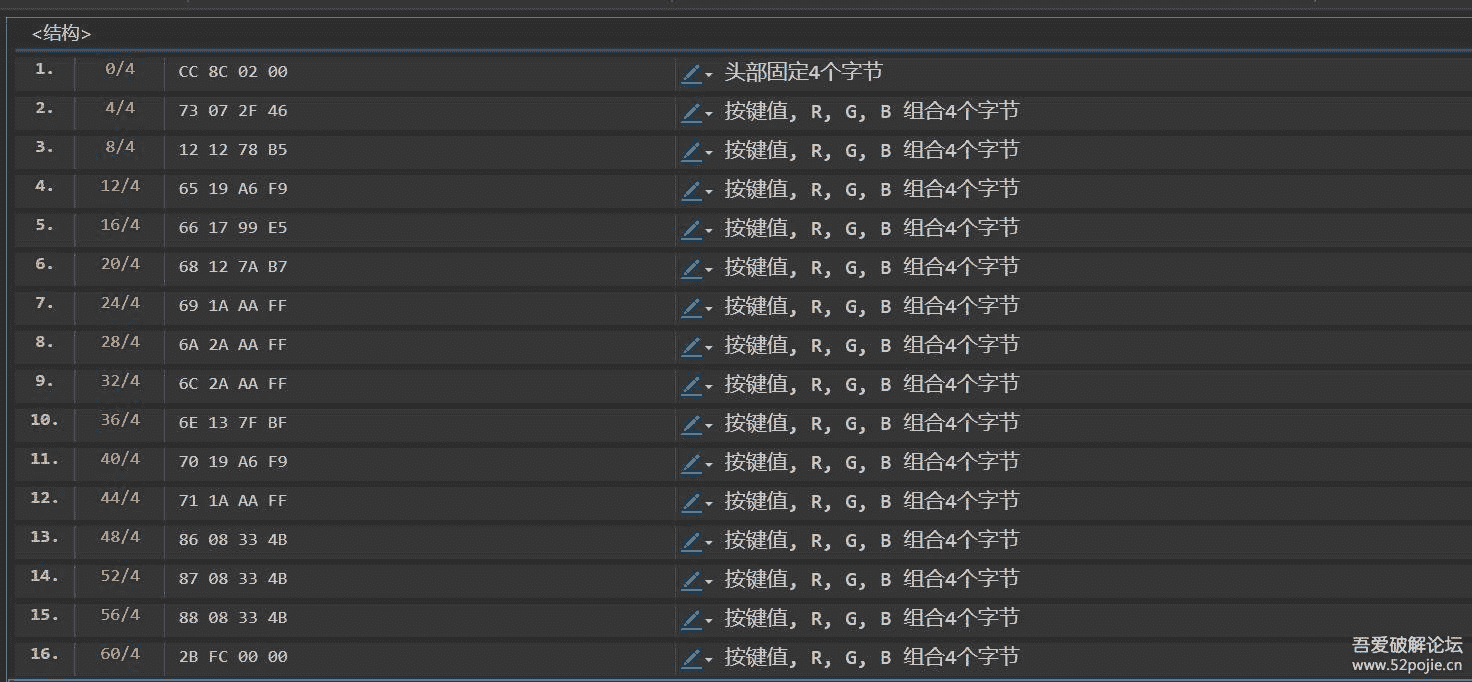 <结构>
1. 0/4 CC 8C 02 00 头部固定4个字节
2. 4/4 73 07 2F 46 按键值, R, G, B 组合4个字节
3. 8/4 12 12 78 B5 按键值, R, G, B 组合4个字节
4. 12/4 65 19 A6 F9 按键值, R, G, B 组合4个字节
5. 16/4 66 17 99 E5 按键值, R, G, B 组合4个字节
6. 20/4 68 12 7A B7 按键值, R, G, B 组合4个字节
7. 24/4 69 1A AA FF 按键值, R, G, B 组合4个字节
8. 28/4 6A 2A AA FF 按键值, R, G, B 组合4个字节
9. 32/4 6C 2A AA FF 按键值, R, G, B 组合4个字节
10. 36/4 6E 13 7F BF 按键值, R, G, B 组合4个字节
11. 40/4 70 19 A6 F9 按键值, R, G, B 组合4个字节
12. 44/4 71 1A AA FF 按键值, R, G, B 组合4个字节
13. 48/4 86 08 33 4B 按键值, R, G, B 组合4个字节
14. 52/4 87 08 33 4B 按键值, R, G, B 组合4个字节
15. 56/4 88 08 33 4B 按键值, R, G, B 组合4个字节
16. 60/4 2B FC 00 00 按键值, R, G, B 组合4个字节
吾爱破解论坛
www.52pojie.cn